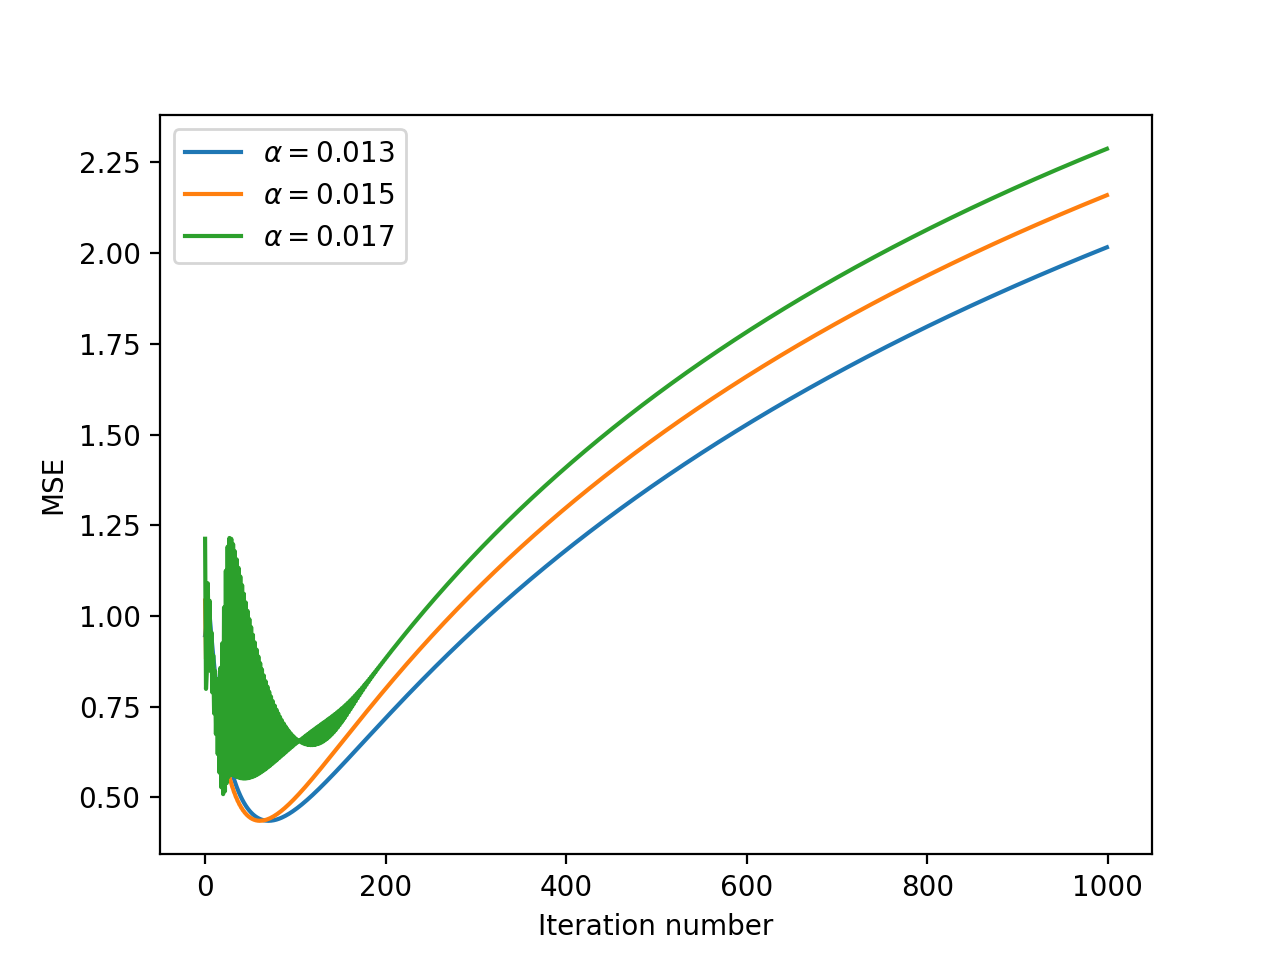 α = 0.013
α = 0.015
α = 0.017
2.25
2.00
1.75
1.50
1.25
1.00
0.75
0.50
MSE
0 200 400 600 800 1000
Iteration number